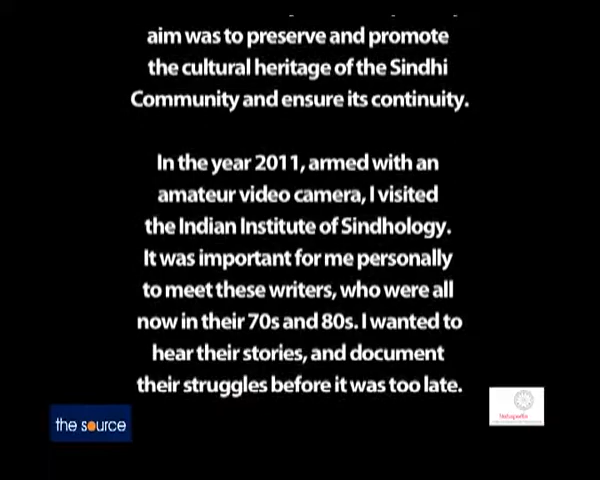 aim was to preserve and promote
the cultural heritage of the Sindhi
Community and ensure its continuity.
In the year 2011, armed with an
amateur video camera, I visited
the Indian Institute of Sindhology.
It was important for me personally
to meet these writers, who were all
now in their 70s and 80s. I wanted to
hear their stories, and document
their struggles before it was too late.
the source